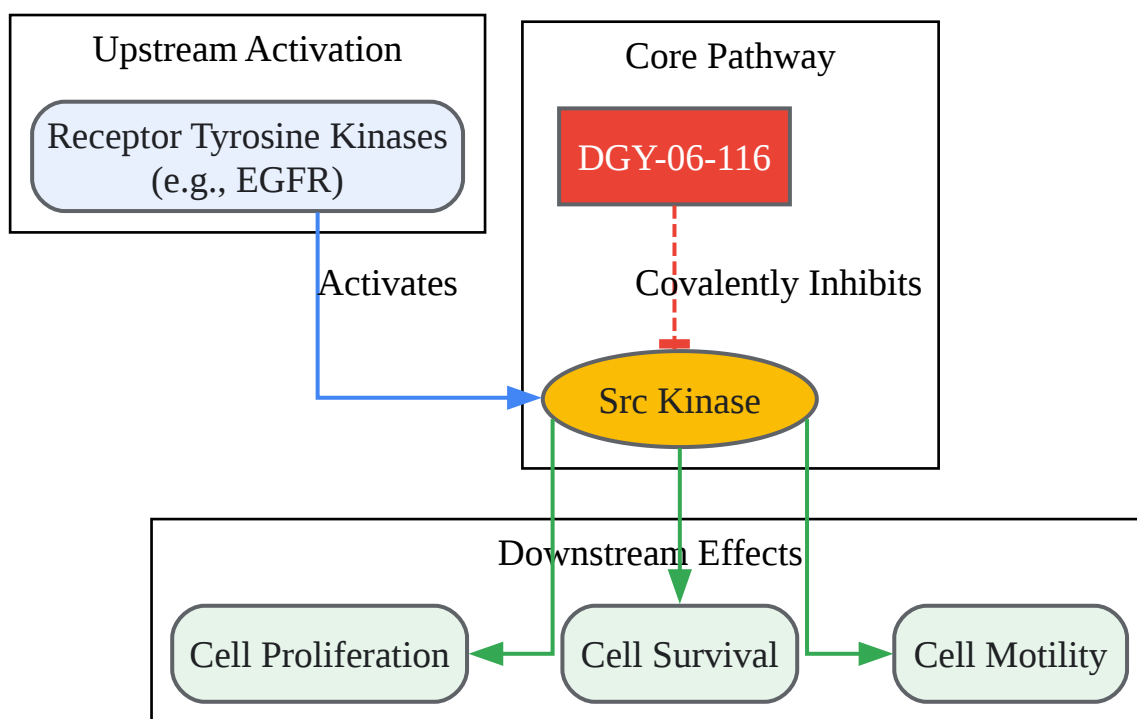 Upstream Activation
Receptor Tyrosine Kinases
(e.g., EGFR)
Core Pathway
DGY-06-116
Activates
Covalently Inhibits
Src Kinase
Downstream Effects
Cell Proliferation
Cell Survival
Cell Motility